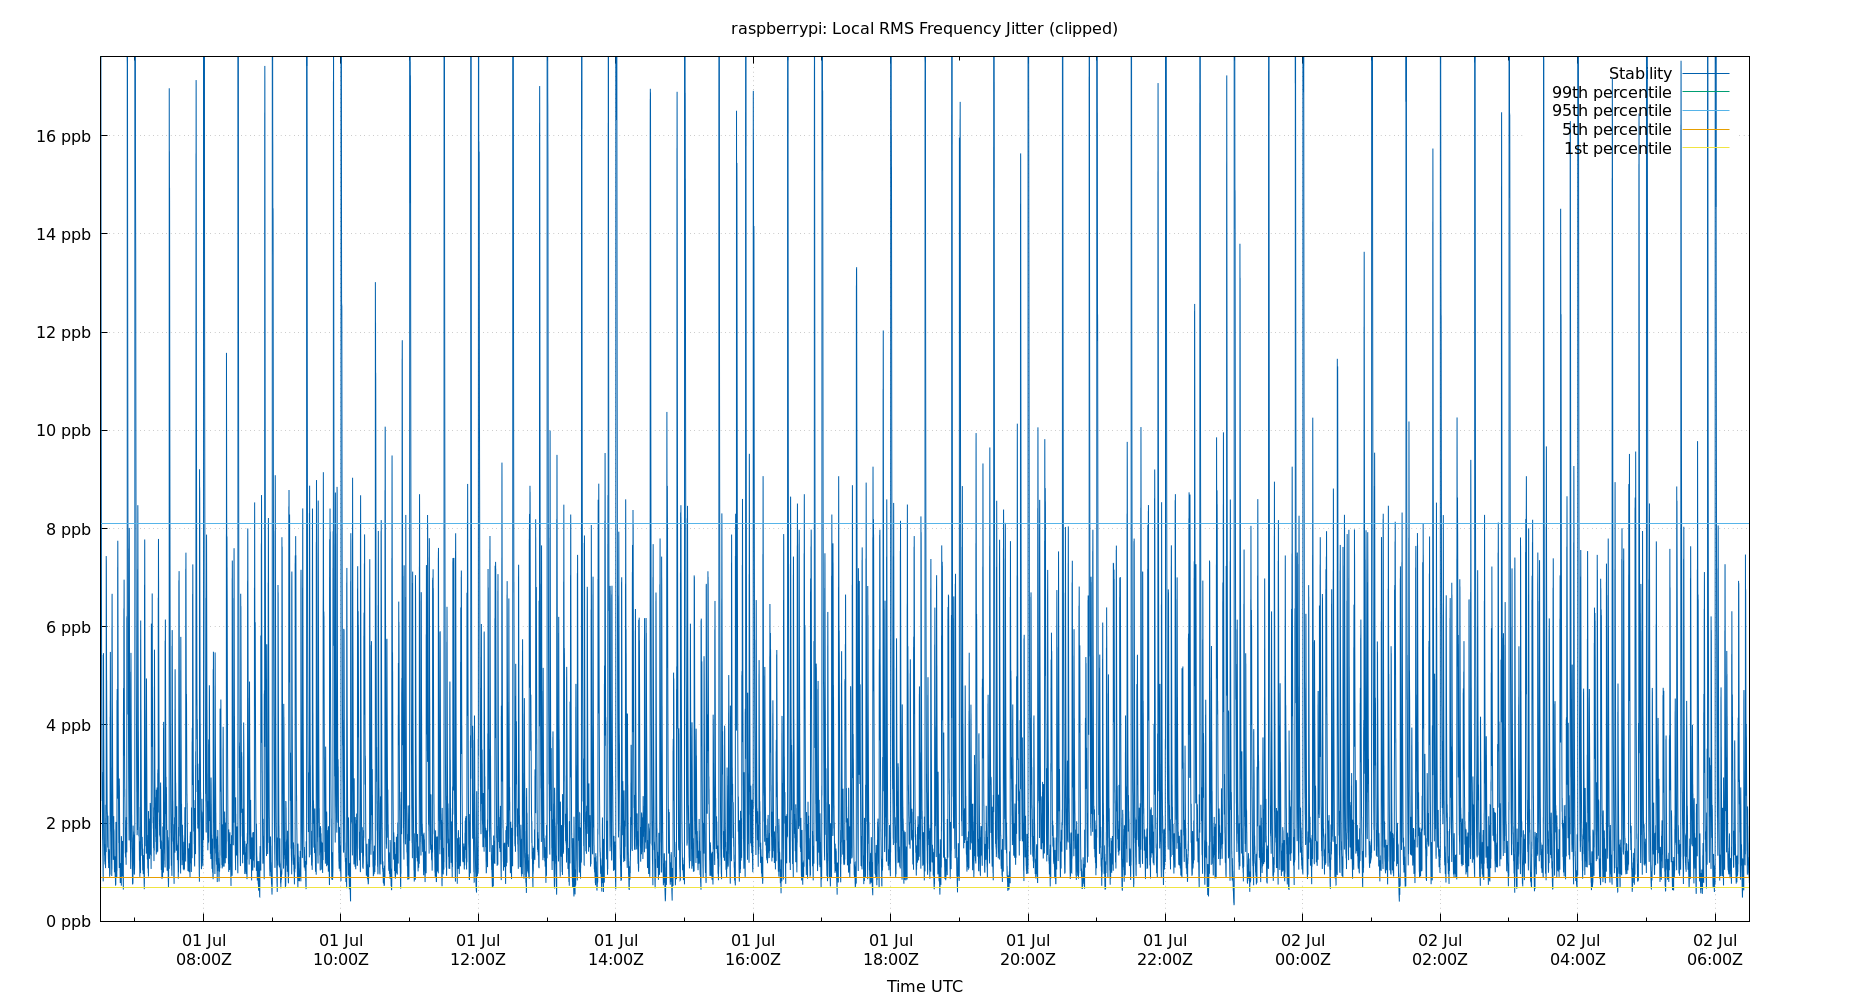 raspberrypi: Local RMS Frequency Jitter (clipped)
Stability
99th percentile
95th percentile
5th percentile
1st percentile
16 ppb
14 ppb
12 ppb
10 ppb
8 ppb
6 ppb
4 ppb
2 ppb
0 ppb
01 Jul 01 Jul 01 Jul 01 Jul 01 Jul 01 Jul 01 Jul 01 Jul 02 Jul 02 Jul 02 Jul 02 Jul
08:00Z 10:00Z 12:00Z 14:00Z 16:00Z 18:00Z 20:00Z 22:00Z 00:00Z 02:00Z 04:00Z 06:00Z
Time UTC